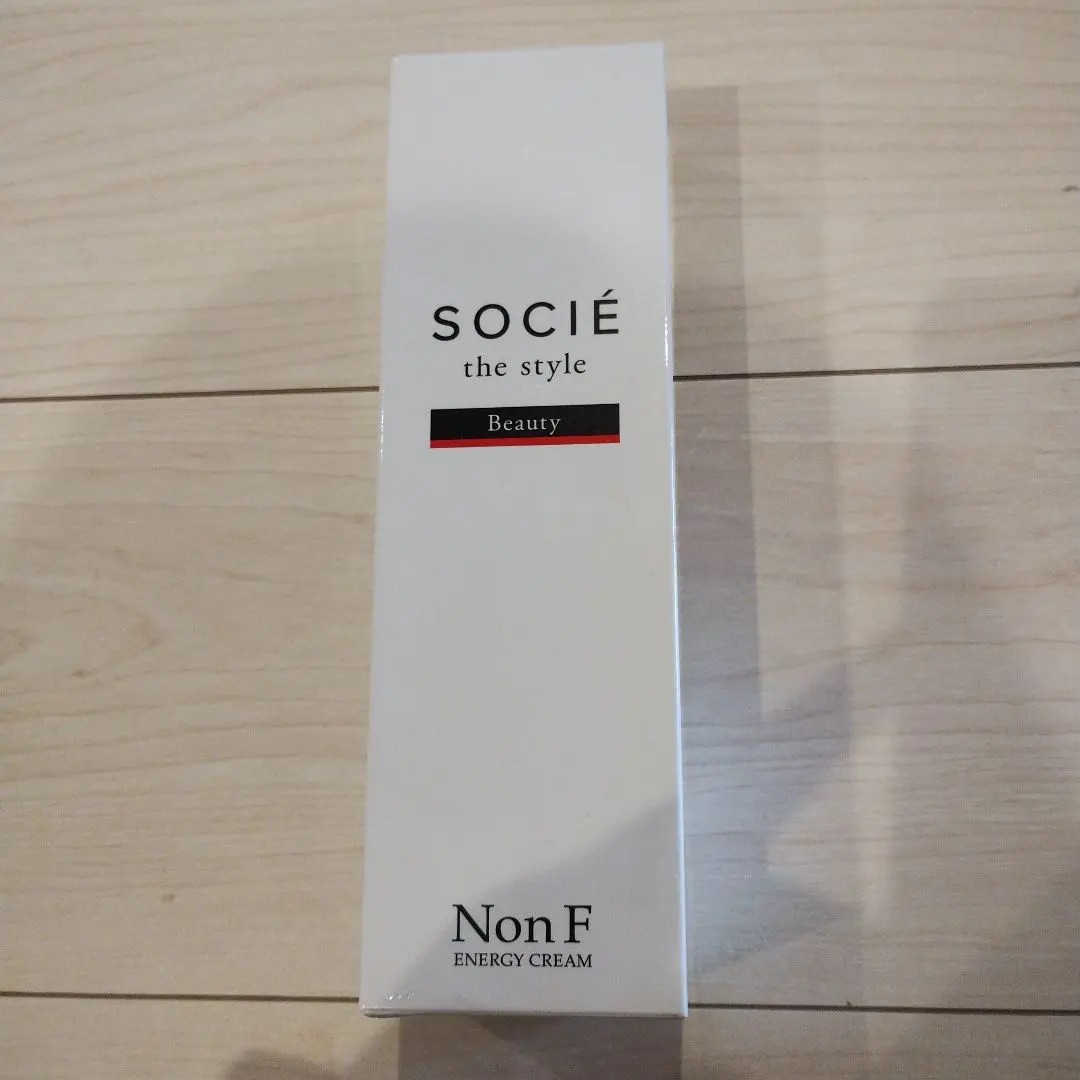 SOCIÉ
the style
Beauty
Non F
ENERGY CREAM